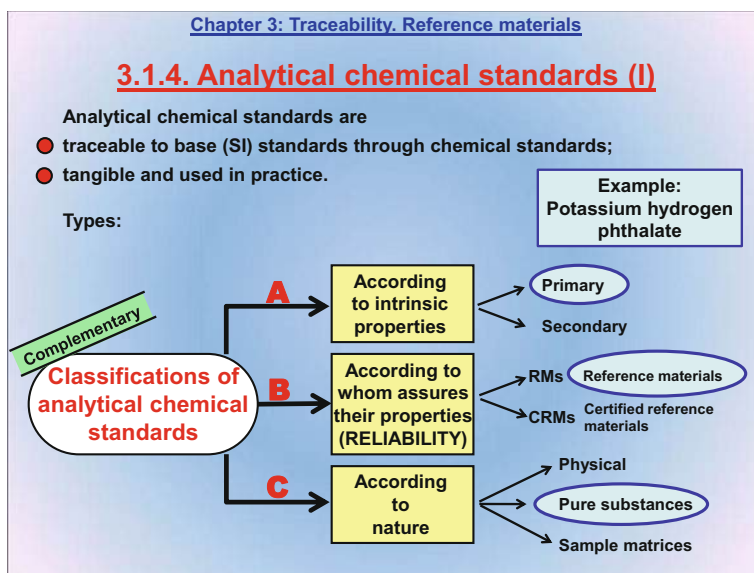 Chapter 3: Traceability. Reference materials
3.1.4. Analytical chemical standards (I)
Analytical chemical standards are
traceable to base (SI) standards through chemical standards;
tangible and used in practice.
Example:
Potassium hydrogen
phthalate
Types:
Complementary
Classifications of
analytical chemical
standards
A
According
to intrinsic
properties
Primary
Secondary
B
According to
whom assures
their properties
(RELIABILITY)
RMs Reference materials
CRMs Certified reference
materials
C
According
to
nature
Physical
Pure substances
Sample matrices